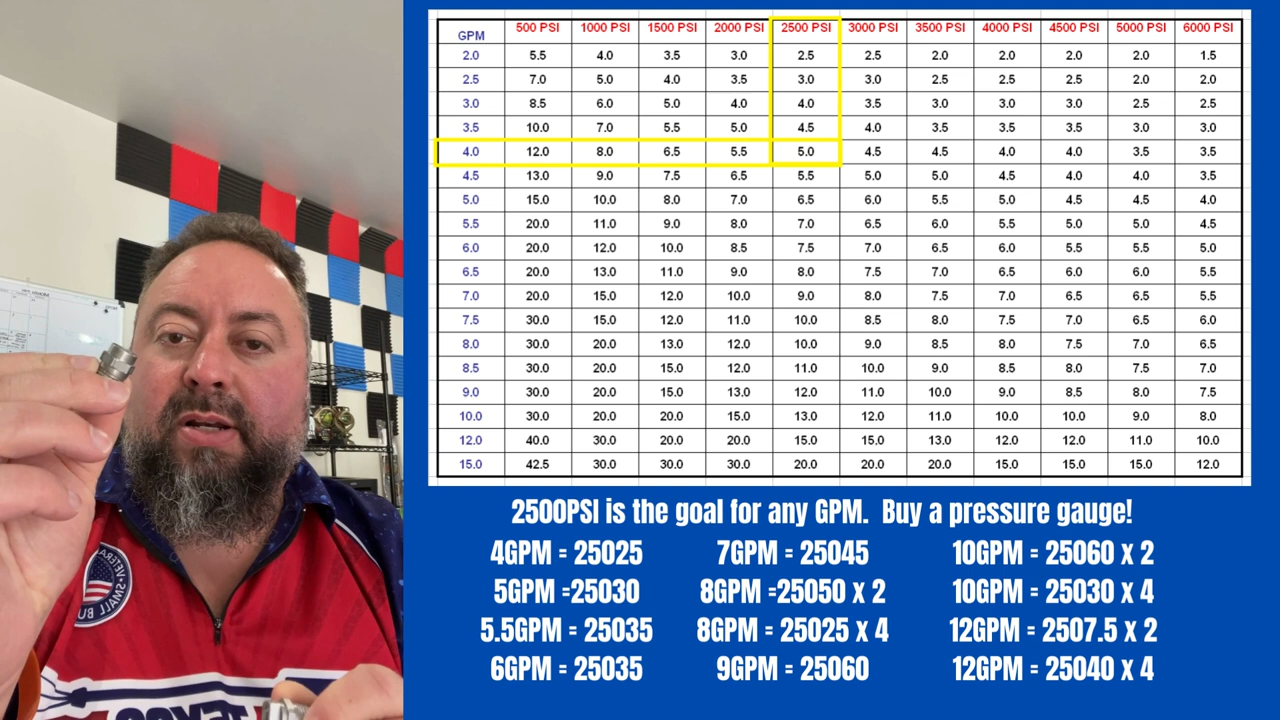 GPM 500 PSI 1000 PSI 1500 PSI 2000 PSI 2500 PSI 3000 PSI 3500 PSI 4000 PSI 4500 PSI 5000 PSI 6000 PSI
2.0 5.5 4.0 3.5 3.0 2.5 2.5 2.0 2.0 2.0 2.0 1.5
2.5 7.0 5.0 4.0 3.5 3.0 3.0 2.5 2.5 2.5 2.0 2.0
3.0 8.5 6.0 5.0 4.0 4.0 3.5 3.0 3.0 3.0 2.5 2.5
3.5 10.0 7.0 5.5 5.0 4.5 4.0 3.5 3.5 3.5 3.0 3.0
4.0 12.0 8.0 6.5 5.5 5.0 4.5 4.5 4.0 4.0 3.5 3.5
4.5 13.0 9.0 7.5 6.5 5.5 5.0 5.0 4.5 4.0 4.0 3.5
5.0 15.0 10.0 8.0 7.0 6.5 6.0 5.5 5.0 4.5 4.5 4.0
5.5 20.0 11.0 9.0 8.0 7.0 6.5 6.0 5.5 5.0 5.0 4.5
6.0 20.0 12.0 10.0 8.5 7.5 7.0 6.5 6.0 5.5 5.5 5.0
6.5 20.0 13.0 11.0 9.0 8.0 7.5 7.0 6.5 6.0 6.0 5.5
7.0 20.0 15.0 12.0 10.0 9.0 8.0 7.5 7.0 6.5 6.5 5.5
7.5 30.0 15.0 12.0 11.0 10.0 8.5 8.0 7.5 7.0 6.5 6.0
8.0 30.0 20.0 13.0 12.0 10.0 9.0 8.5 8.0 7.5 7.0 6.5
8.5 30.0 20.0 15.0 12.0 11.0 10.0 9.0 8.5 8.0 7.5 7.0
9.0 30.0 20.0 15.0 13.0 12.0 11.0 10.0 9.0 8.5 8.0 7.5
10.0 30.0 20.0 20.0 15.0 13.0 12.0 11.0 10.0 10.0 9.0 8.0
12.0 40.0 30.0 20.0 20.0 15.0 15.0 13.0 12.0 12.0 11.0 10.0
15.0 42.5 30.0 30.0 30.0 20.0 20.0 20.0 15.0 15.0 15.0 12.0
2500PSI is the goal for any GPM. Buy a pressure gauge!
4GPM = 25025 7GPM = 25045 10GPM = 25060 X 2
5GPM =25030 8GPM =25050 X 2 10GPM = 25030 X 4
5.5GPM = 25035 8GPM = 25025 X 4 12GPM = 2507.5 X 2
6GPM = 25035 9GPM = 25060 12GPM = 25040 X 4